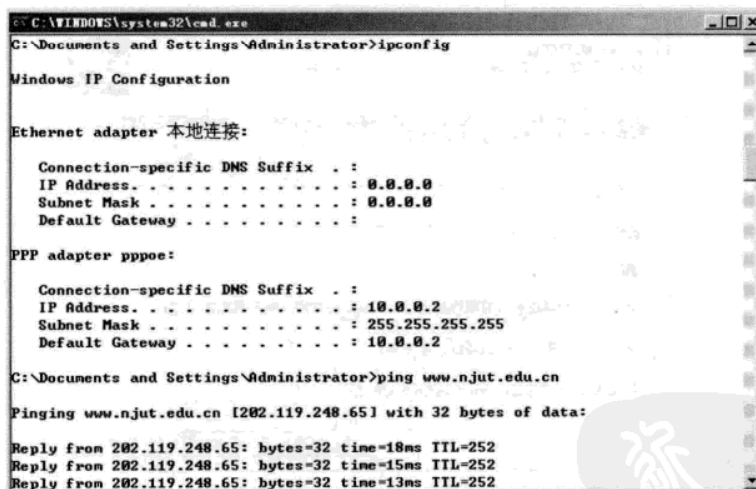 C:\WINDOWS\system32\cmd.exe
C:\Documents and Settings\Administrator>ipconfig
Windows IP Configuration
Ethernet adapter 本地连接:
Connection-specific DNS Suffix . :
IP Address. . . . . . . . . . . . : 0.0.0.0
Subnet Mask . . . . . . . . . . . : 0.0.0.0
Default Gateway . . . . . . . . . :
PPP adapter pppoe:
Connection-specific DNS Suffix . :
IP Address. . . . . . . . . . . . : 10.0.0.2
Subnet Mask . . . . . . . . . . . : 255.255.255.255
Default Gateway . . . . . . . . . : 10.0.0.2
C:\Documents and Settings\Administrator>ping www.njut.edu.cn
Pinging www.njut.edu.cn [202.119.248.65] with 32 bytes of data:
Reply from 202.119.248.65: bytes=32 time=18ms TTL=252
Reply from 202.119.248.65: bytes=32 time=15ms TTL=252
Reply from 202.119.248.65: bytes=32 time=13ms TTL=252